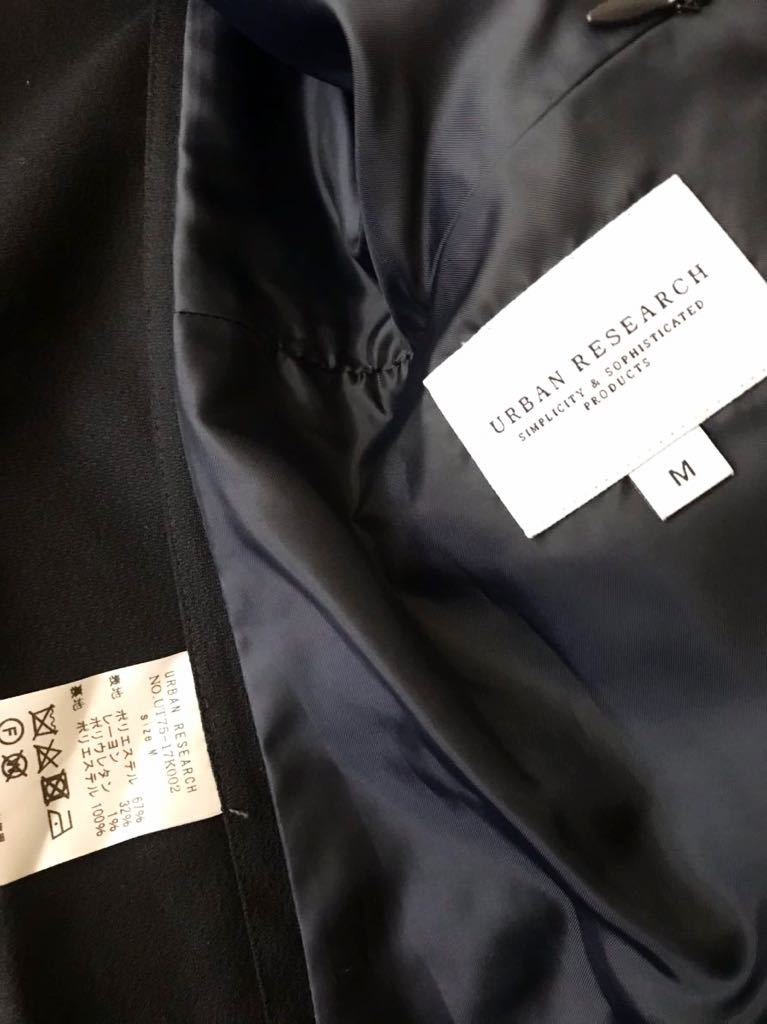 URBAN RESEARCH
SIMPLICITY & SOPHISTICATED
PRODUCTS
M
URBAN RESEARCH
NO.UT75-17K002
SIZE M
表地 ポリエステル 67%
レーヨン 32%
ポリウレタン 1%
裏地 ポリエステル 100%
F